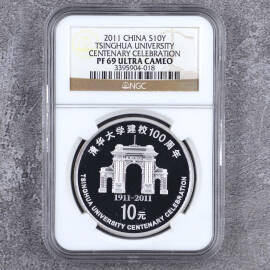 2011 CHINA S10Y
TSINGHUA UNIVERSITY
CENTENARY CELEBRATION
PF 69 ULTRA CAMEO
3395904-018
NGC
清华大学建校100周年
1911-2011
10元
TSINGHUA UNIVERSITY CENTENARY CELEBRATION